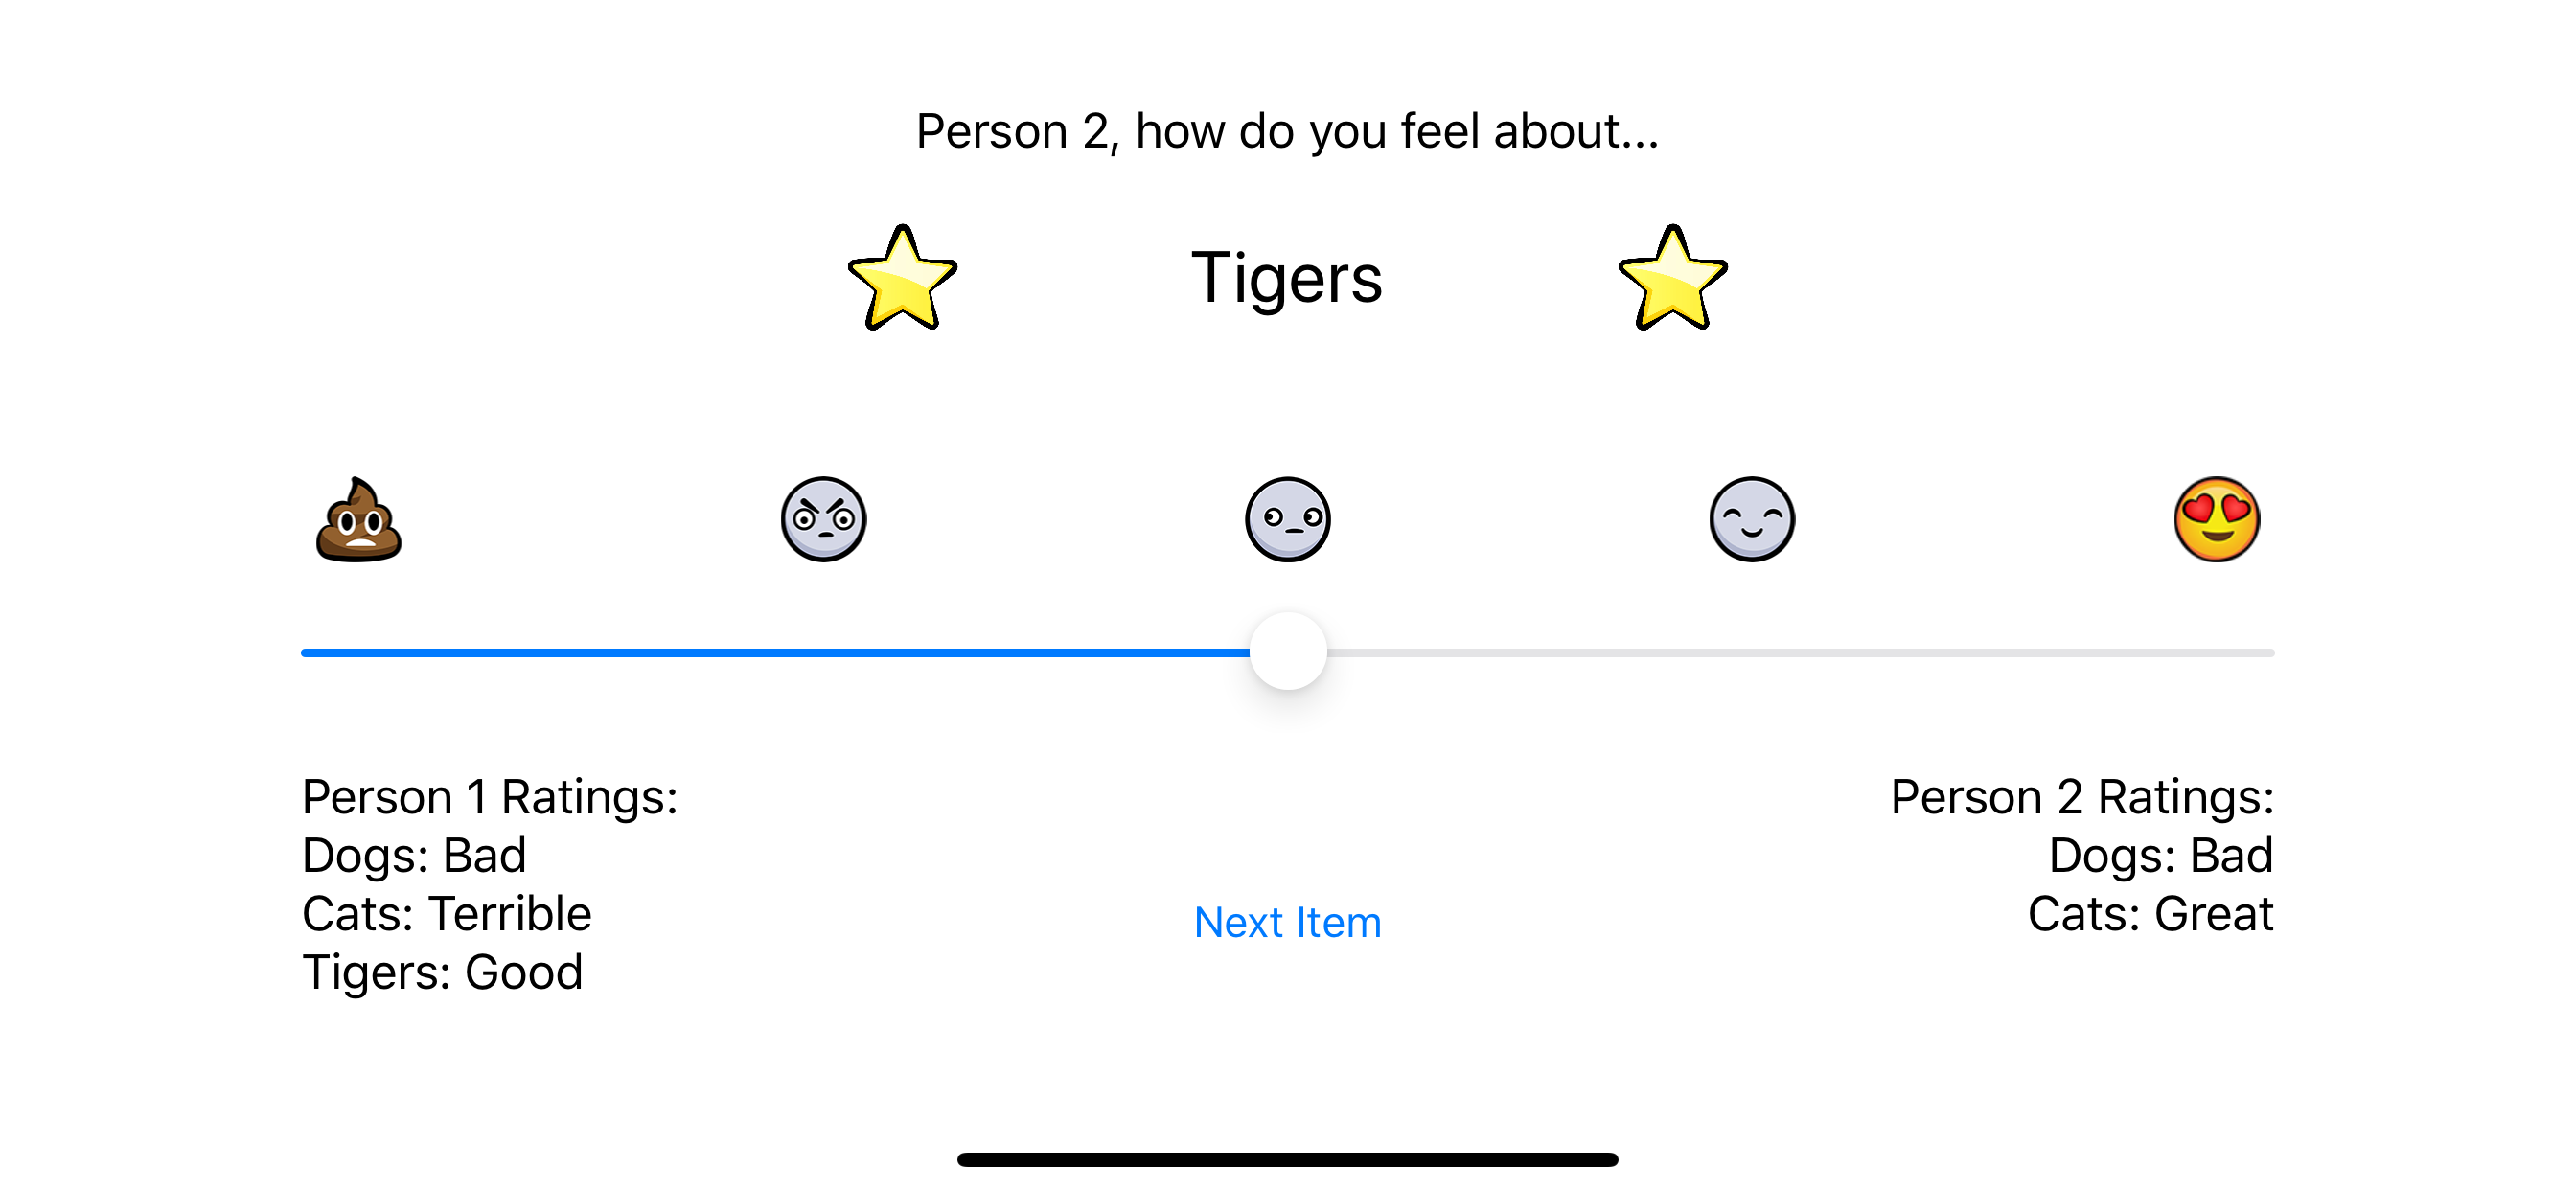 Person 2, how do you feel about...
Tigers
Person 1 Ratings:
Dogs: Bad
Cats: Terrible
Tigers: Good
Next Item
Person 2 Ratings:
Dogs: Bad
Cats: Great